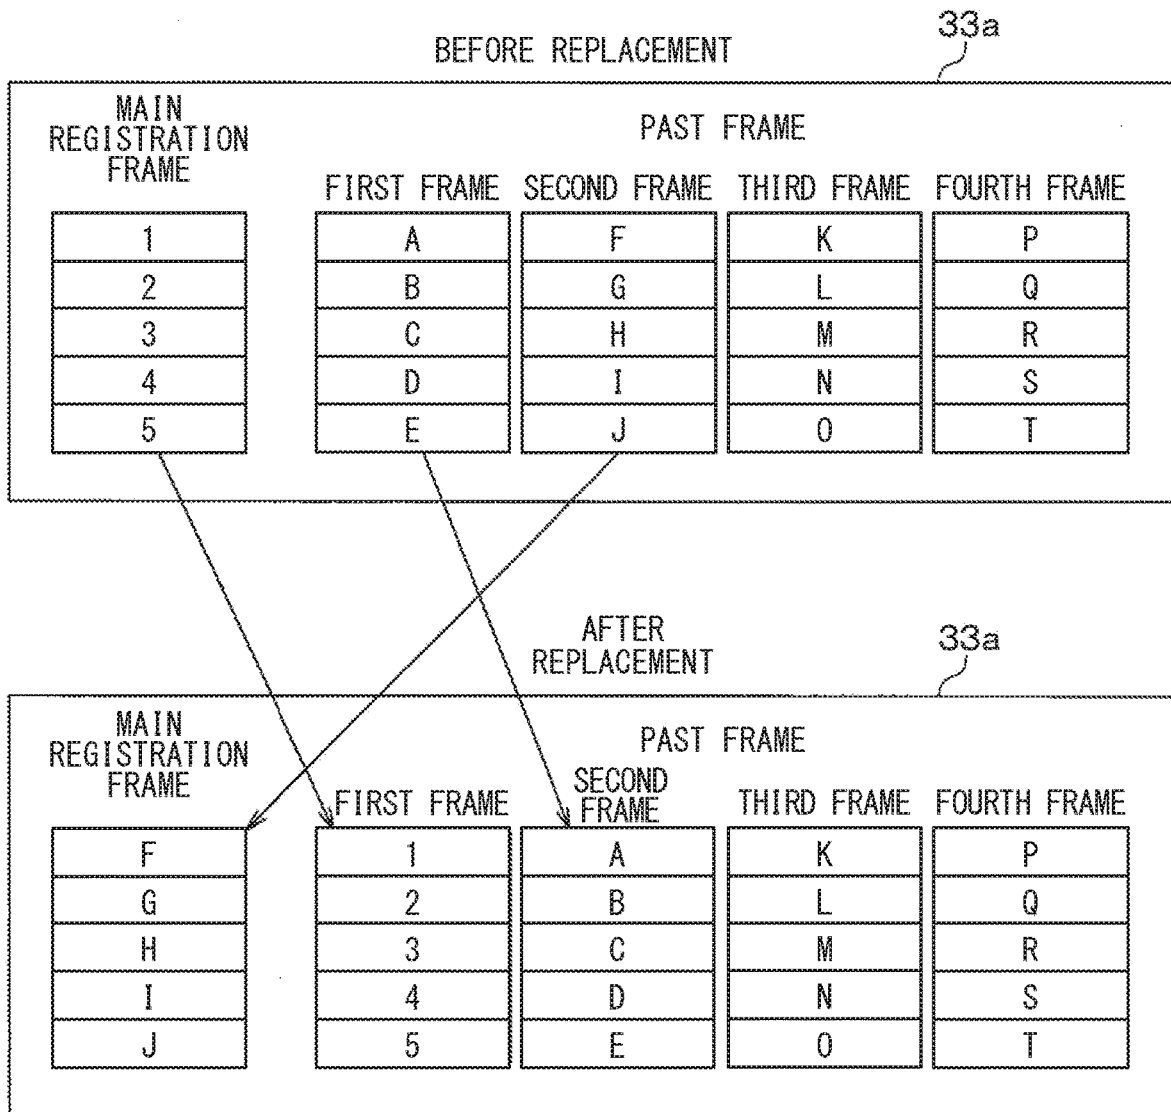 BEFORE REPLACEMENT
33a
MAIN
REGISTRATION
FRAME
PAST FRAME
FIRST FRAME SECOND FRAME THIRD FRAME FOURTH FRAME
1 A F K P
2 B G L Q
3 C H M R
4 D I N S
5 E J O T
AFTER
REPLACEMENT
33a
MAIN
REGISTRATION
FRAME
PAST FRAME
FIRST FRAME SECOND
FRAME THIRD FRAME FOURTH FRAME
F 1 A K P
G 2 B L Q
H 3 C M R
I 4 D N S
J 5 E O T